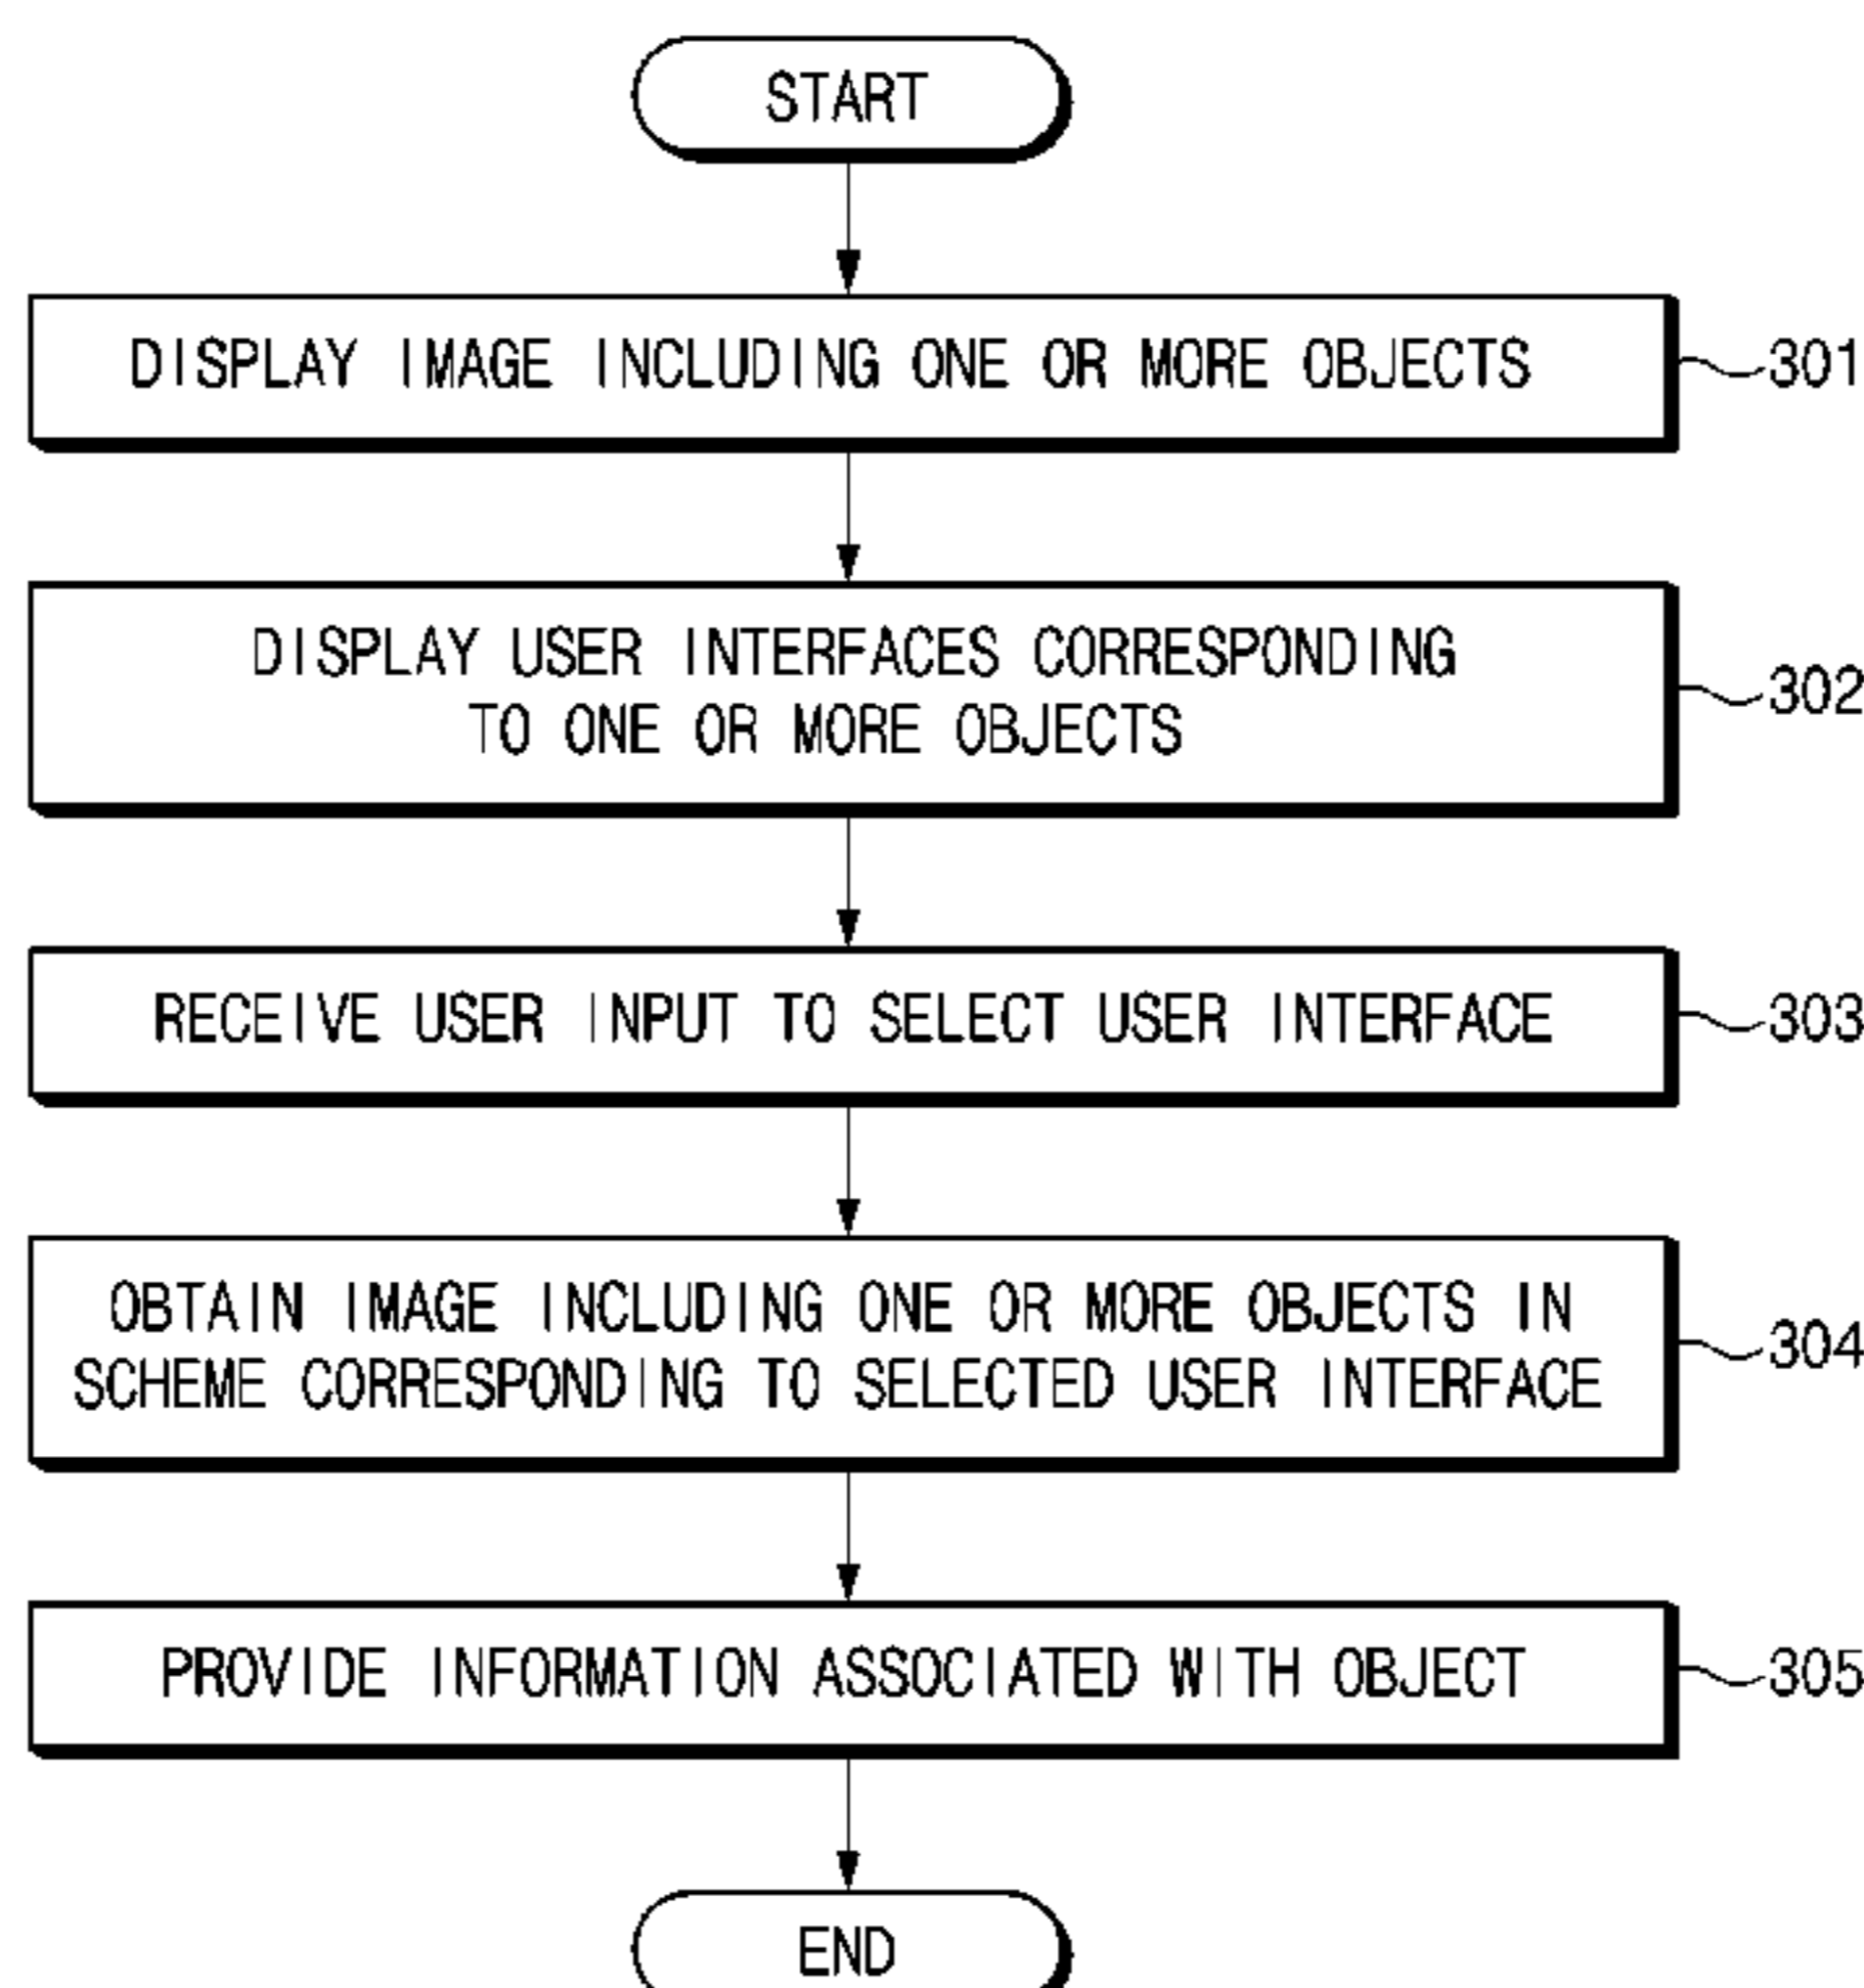 START
DISPLAY IMAGE INCLUDING ONE OR MORE OBJECTS
301
DISPLAY USER INTERFACES CORRESPONDING
TO ONE OR MORE OBJECTS
302
RECEIVE USER INPUT TO SELECT USER INTERFACE
303
OBTAIN IMAGE INCLUDING ONE OR MORE OBJECTS IN
SCHEME CORRESPONDING TO SELECTED USER INTERFACE
304
PROVIDE INFORMATION ASSOCIATED WITH OBJECT
305
END